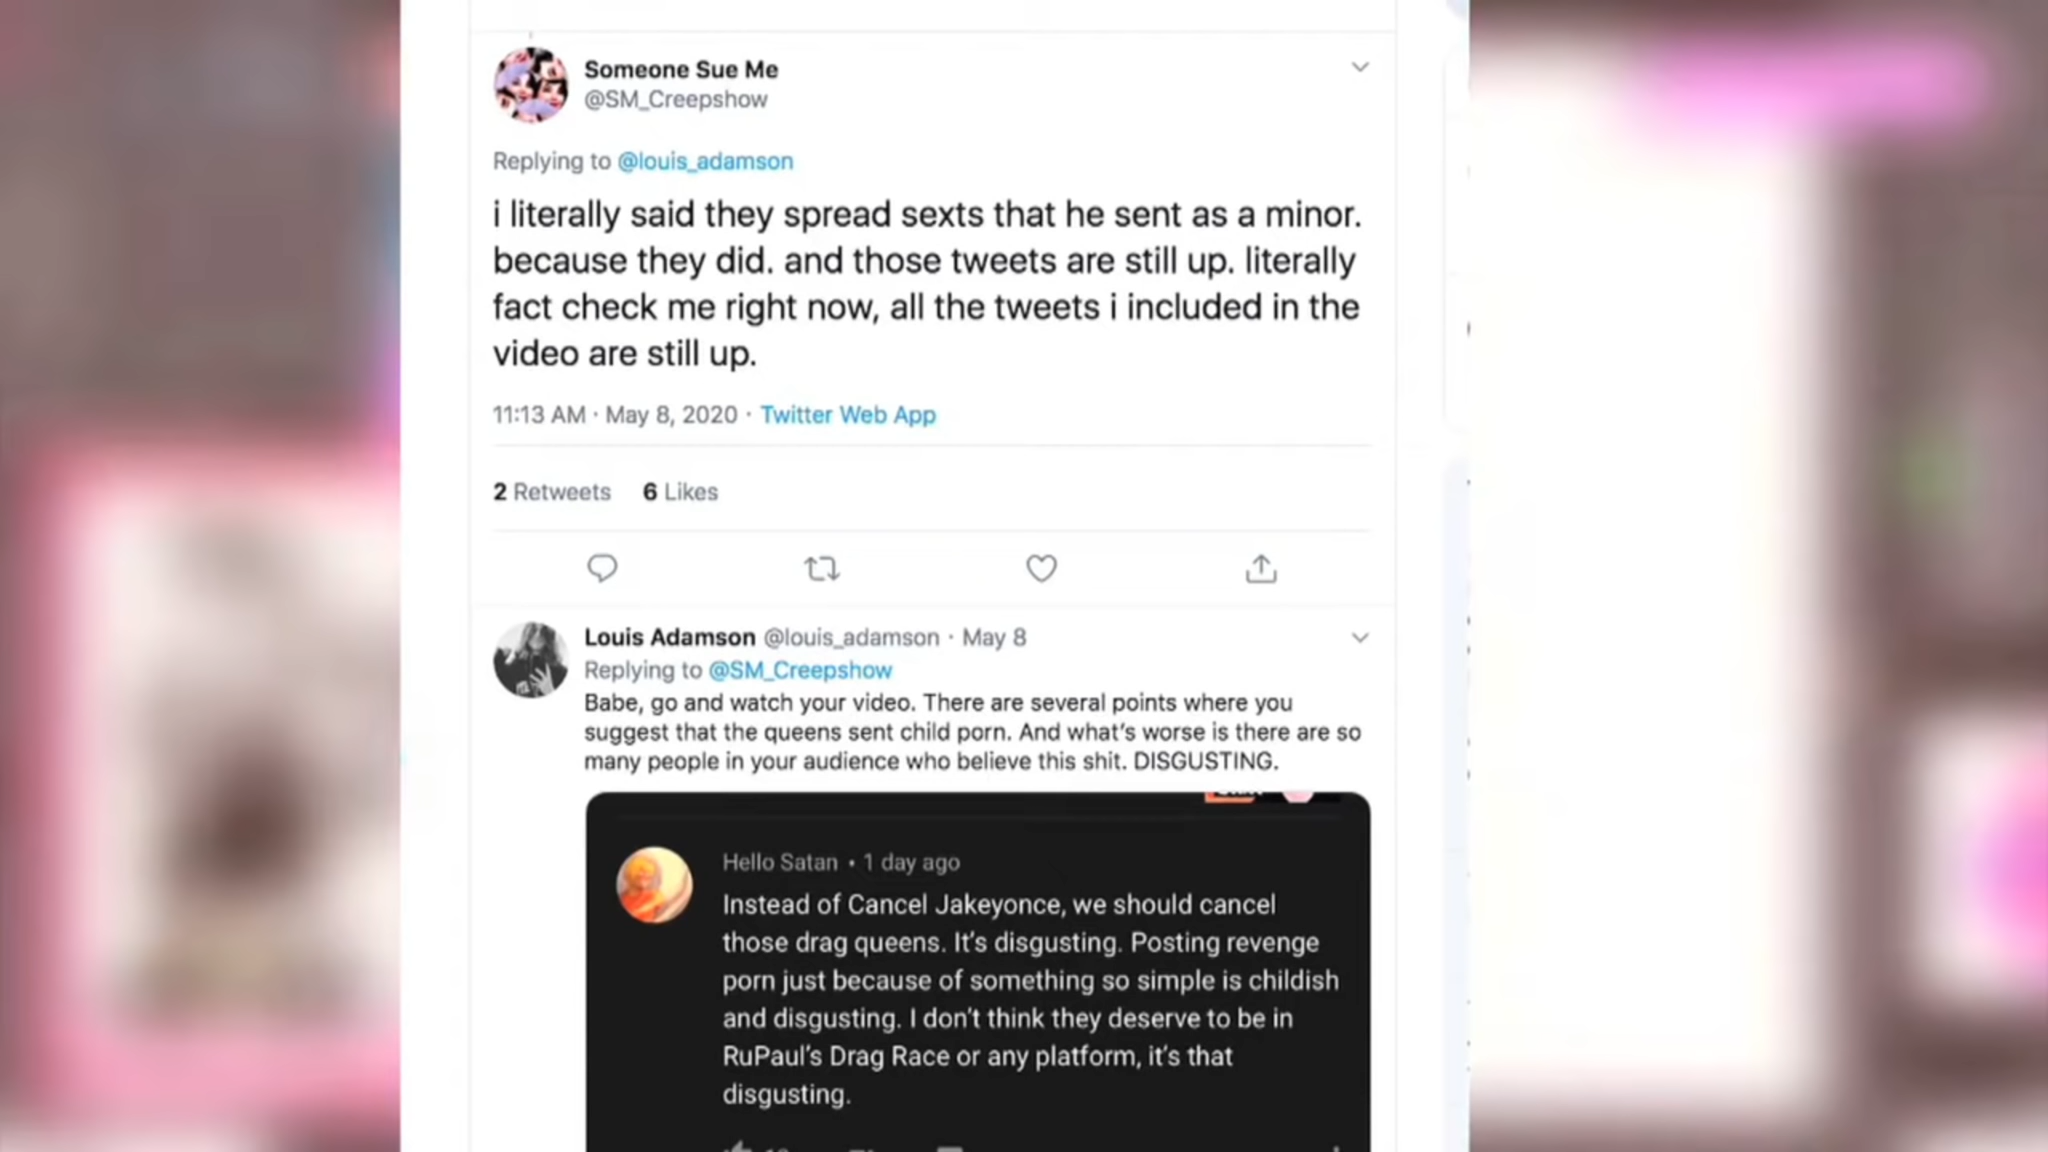 Someone Sue Me
@SM_Creepshow
Replying to @louis_adamson
i literally said they spread sexts that he sent as a minor.
because they did. and those tweets are still up. literally
fact check me right now, all the tweets i included in the
video are still up.
11:13 AM · May 8, 2020 · Twitter Web App
2 Retweets 6 Likes
Louis Adamson @louis_adamson · May 8
Replying to @SM_Creepshow
Babe, go and watch your video. There are several points where you
suggest that the queens sent child porn. And what's worse is there are so
many people in your audience who believe this shit. DISGUSTING.
Hello Satan • 1 day ago
Instead of Cancel Jakeyonce, we should cancel
those drag queens. It's disgusting. Posting revenge
porn just because of something so simple is childish
and disgusting. I don't think they deserve to be in
RuPaul's Drag Race or any platform, it's that
disgusting.